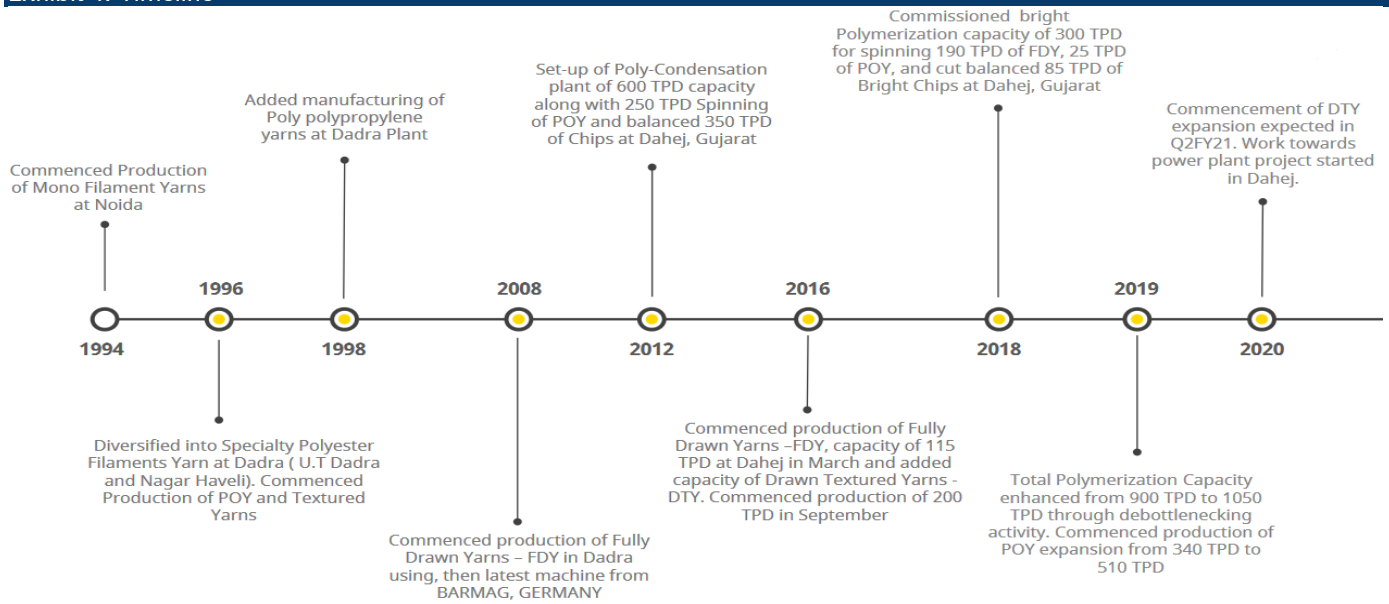 Commenced Production
of Mono Filament Yarns
at Noida
1994
1996
Diversified into Specialty Polyester
Filaments Yarn at Dadra ( U.T Dadra
and Nagar Haveli). Commenced
Production of POY and Textured
Yarns
Added manufacturing of
Poly polypropylene
yarns at Dadra Plant
1998
2008
Commenced production of Fully
Drawn Yarns – FDY in Dadra
using, then latest machine from
BARMAG, GERMANY
Set-up of Poly-Condensation
plant of 600 TPD capacity
along with 250 TPD Spinning
of POY and balanced 350 TPD
of Chips at Dahej, Gujarat
2012
2016
Commenced production of Fully
Drawn Yarns –FDY, capacity of 115
TPD at Dahej in March and added
capacity of Drawn Textured Yarns -
DTY. Commenced production of 200
TPD in September
Commissioned bright
Polymerization capacity of 300 TPD
for spinning 190 TPD of FDY, 25 TPD
of POY, and cut balanced 85 TPD of
Bright Chips at Dahej, Gujarat
2018
2019
Total Polymerization Capacity
enhanced from 900 TPD to 1050
TPD through debottlenecking
activity. Commenced production of
POY expansion from 340 TPD to
510 TPD
Commencement of DTY
expansion expected in
Q2FY21. Work towards
power plant project started
in Dahej.
2020